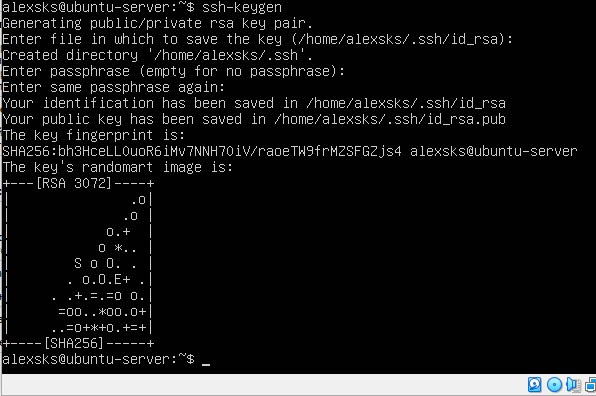 alexsks@ubuntu-server:~$ ssh-keygen
Generating public/private rsa key pair.
Enter file in which to save the key (/home/alexsks/.ssh/id_rsa):
Created directory '/home/alexsks/.ssh'.
Enter passphrase (empty for no passphrase):
Enter same passphrase again:
Your identification has been saved in /home/alexsks/.ssh/id_rsa
Your public key has been saved in /home/alexsks/.ssh/id_rsa.pub
The key fingerprint is:
SHA256:bh3HceLLOuoR6iMv7NNH7OiV/raoeTW9frMZSFGZjs4 alexsks@ubuntu-server
The key's randomart image is:
+---[RSA 3072]----+
|               .o|
|              .o |
|            o.+  |
|           o *.. |
|        S o O. . |
|       . o.O.E+ .|
|     . .+.=.=o o.|
|      =oo..*oo.o+|
|     ..=o+*+o.+=+|
+----[SHA256]-----+
alexsks@ubuntu-server:~$ _